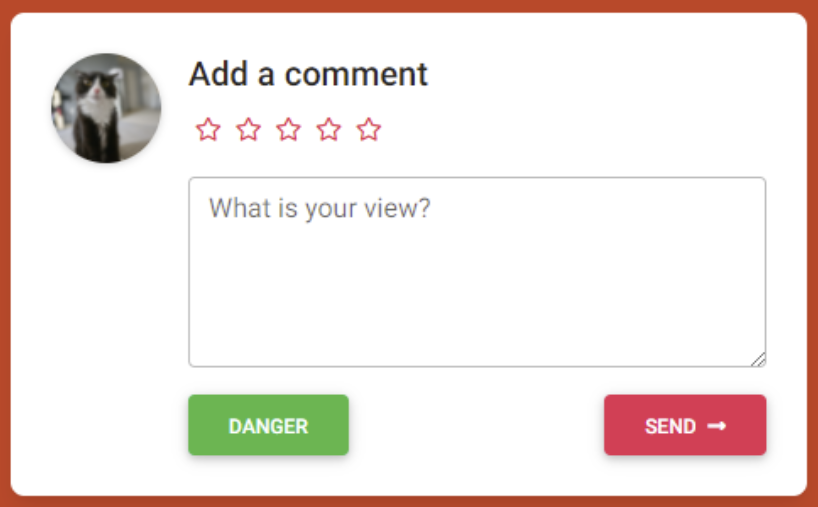 Add a comment
What is your view?
DANGER
SEND